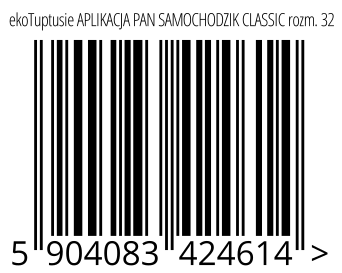 ekoTuptusie APLIKACJA PAN SAMOCHODZIK CLASSIC rozm. 32
5 904083 424614 >